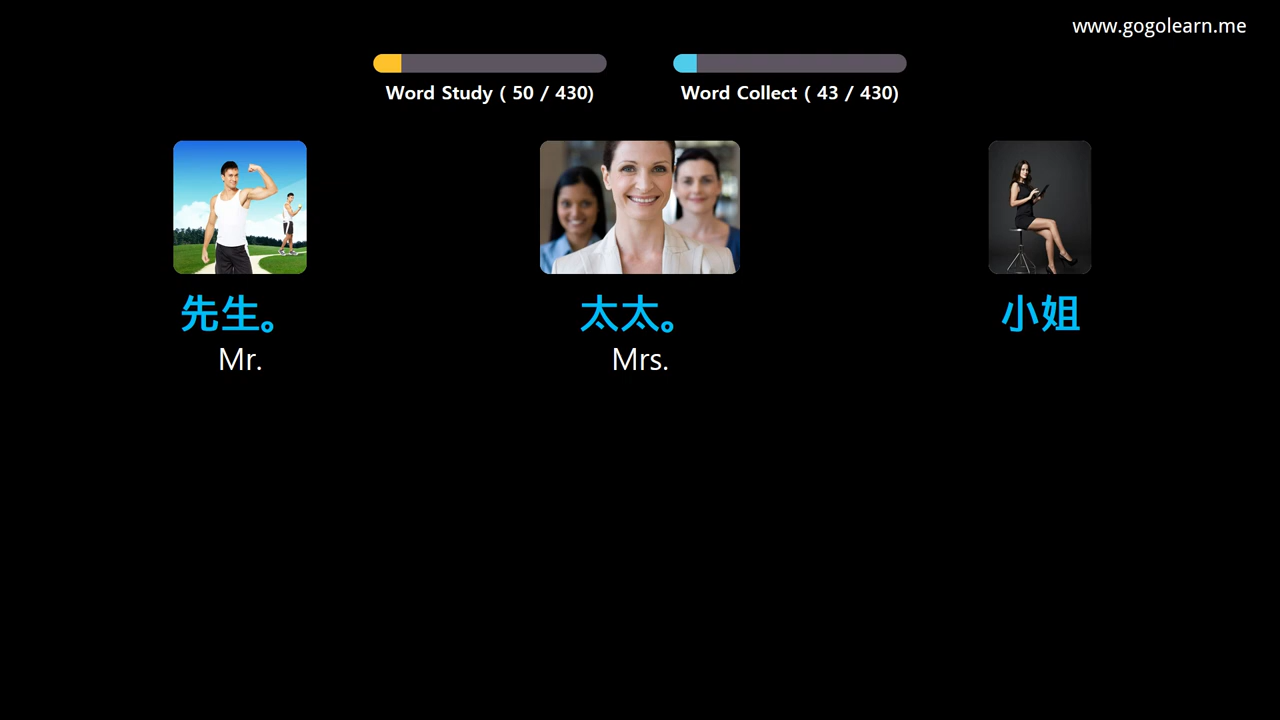 www.gogolearn.me
Word Study ( 50 / 430)
Word Collect ( 43 / 430)
先生。
太太。
小姐
Mr.
Mrs.